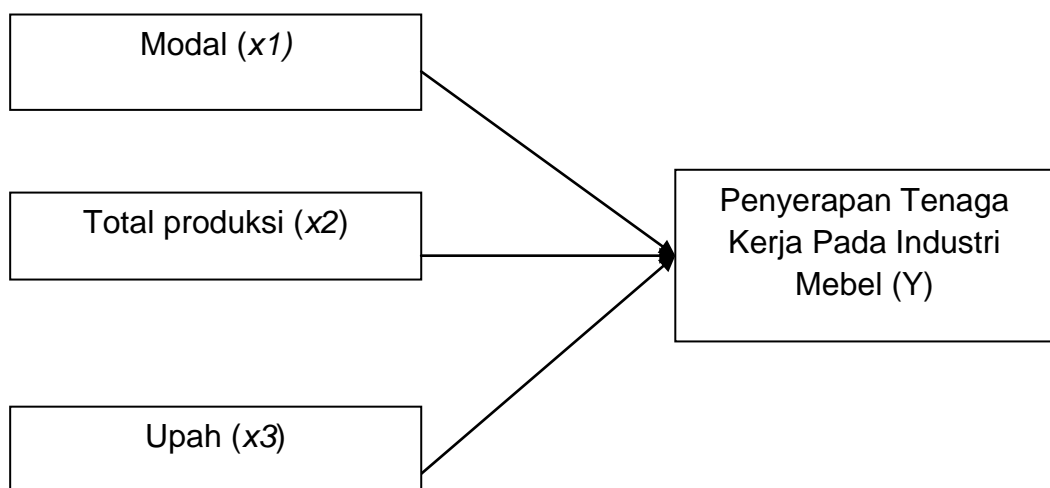 Modal (x1)
Total produksi (x2)
Upah (x3)
Penyerapan Tenaga
Kerja Pada Industri
Mebel (Y)